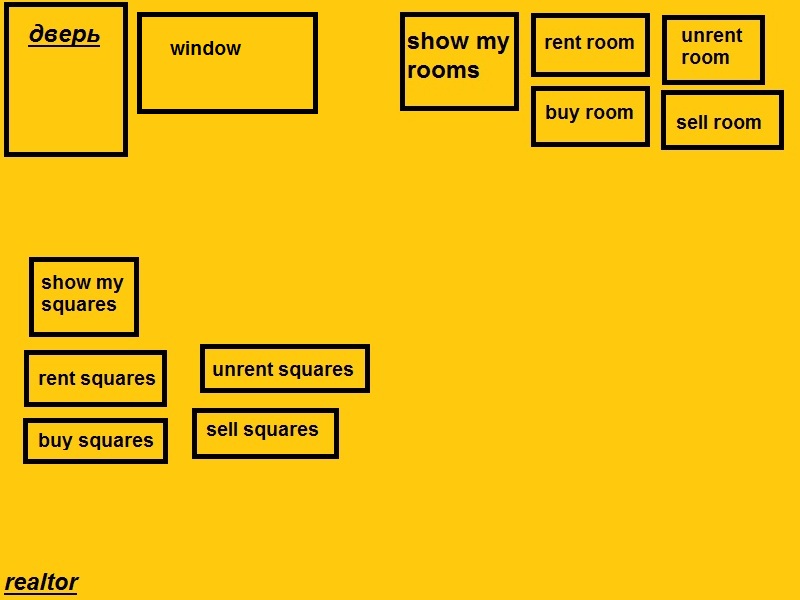 дверь
window
show my
rooms
rent room
unrent
room
buy room
sell room
show my
squares
rent squares
unrent squares
buy squares
sell squares
realtor